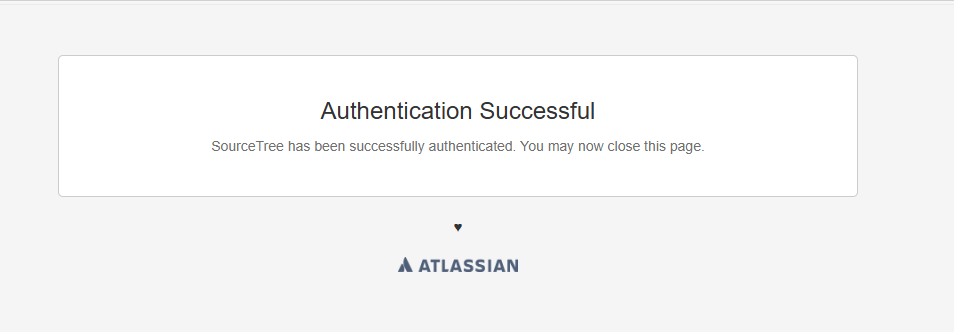 Authentication Successful
SourceTree has been successfully authenticated. You may now close this page.
♥
ATLASSIAN